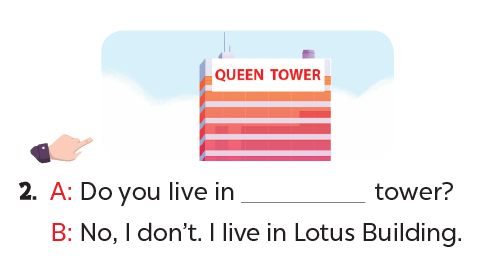 QUEEN TOWER
2. A: Do you live in __________ tower?
B: No, I don't. I live in Lotus Building.